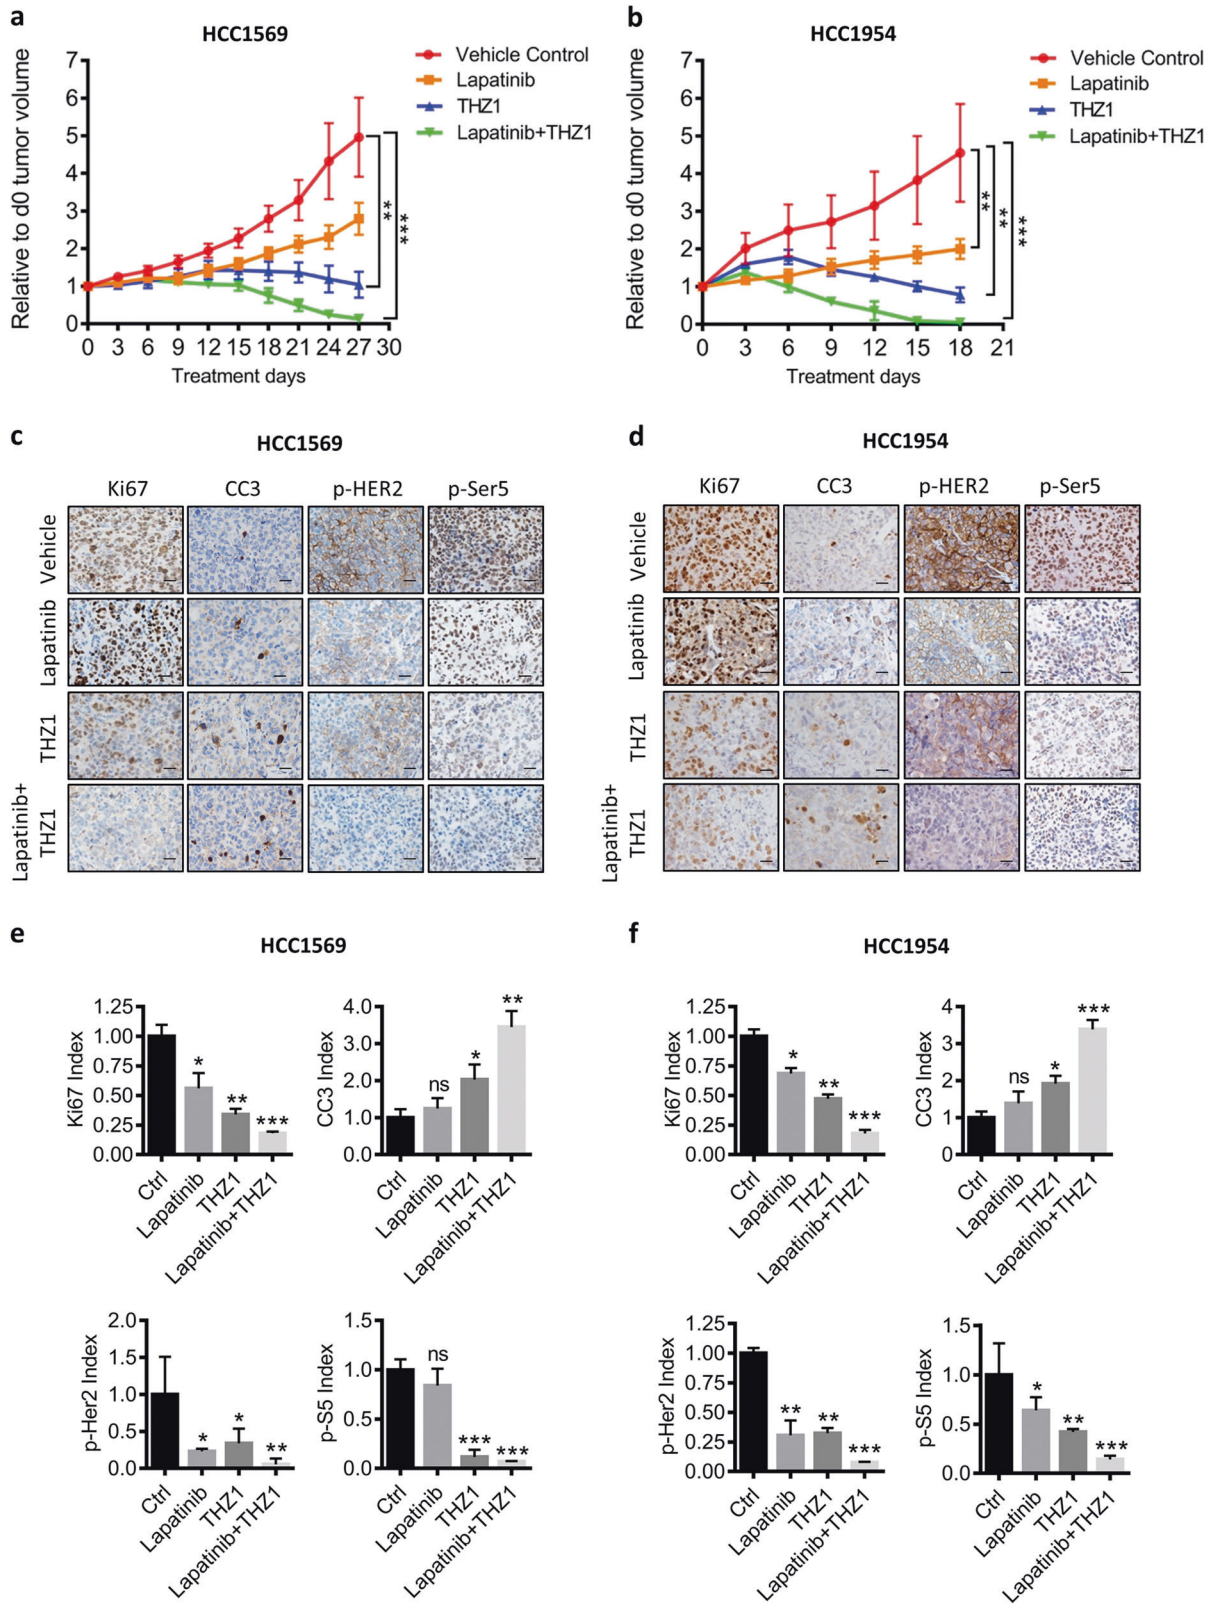 a
HCC1569
Relative to d0 tumor volume
7
6
5
4
3
2
1
0
0 3 6 9 12 15 18 21 24 27 30
Treatment days
Vehicle Control
Lapatinib
THZ1
Lapatinib+THZ1
**
***
b
HCC1954
Relative to d0 tumor volume
7
6
5
4
3
2
1
0
0 3 6 9 12 15 18 21
Treatment days
Vehicle Control
Lapatinib
THZ1
Lapatinib+THZ1
**
**
***
c
HCC1569
Ki67 CC3 p-HER2 p-Ser5
Vehicle
Lapatinib
THZ1
Lapatinib+
THZ1
d
HCC1954
Ki67 CC3 p-HER2 p-Ser5
Vehicle
Lapatinib
THZ1
Lapatinib+
THZ1
e
HCC1569
Ki67 Index
1.25
1.00
0.75
0.50
0.25
0.00
* ** ***
Ctrl
Lapatinib
THZ1
Lapatinib+THZ1
CC3 Index
4.0
3.0
2.0
1.0
0.0
ns * **
Ctrl
Lapatinib
THZ1
Lapatinib+THZ1
p-Her2 Index
2.0
1.5
1.0
0.5
0.0
* * **
Ctrl
Lapatinib
THZ1
Lapatinib+THZ1
p-S5 Index
1.5
1.0
0.5
0.0
ns *** ***
Ctrl
Lapatinib
THZ1
Lapatinib+THZ1
f
HCC1954
Ki67 Index
1.25
1.00
0.75
0.50
0.25
0.00
* ** ***
Ctrl
Lapatinib
THZ1
Lapatinib+THZ1
CC3 Index
4
3
2
1
0
ns * ***
Ctrl
Lapatinib
THZ1
Lapatinib+THZ1
p-Her2 Index
1.25
1.00
0.75
0.50
0.25
0.00
** ** ***
Ctrl
Lapatinib
THZ1
Lapatinib+THZ1
p-S5 Index
1.5
1.0
0.5
0.0
* ** ***
Ctrl
Lapatinib
THZ1
Lapatinib+THZ1